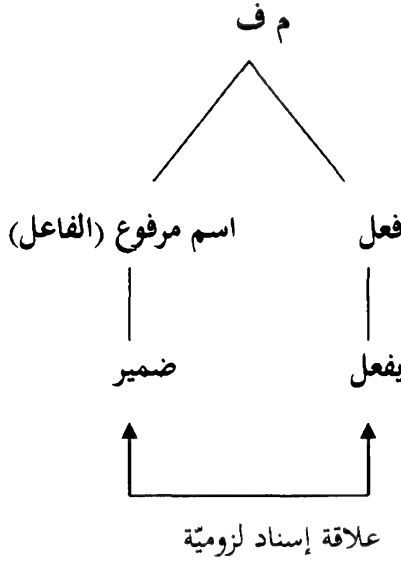 م ف
فعل اسم مرفوع (الفاعل)
يفعل ضمير
علاقة إسناد لزوميّة